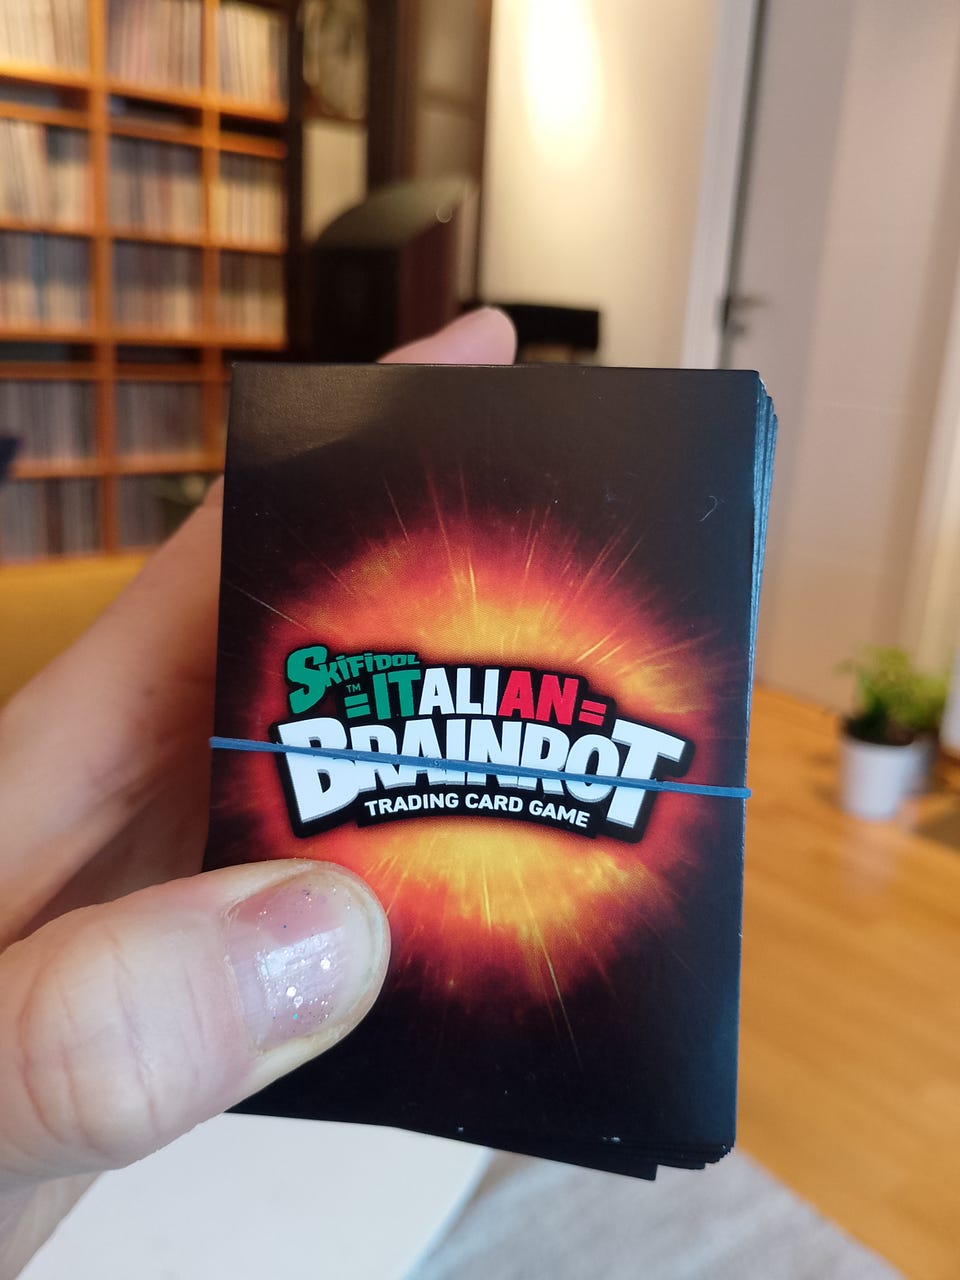 SKIFIDOL
TM
=ITALIAN=
BRAINROT
TRADING CARD GAME